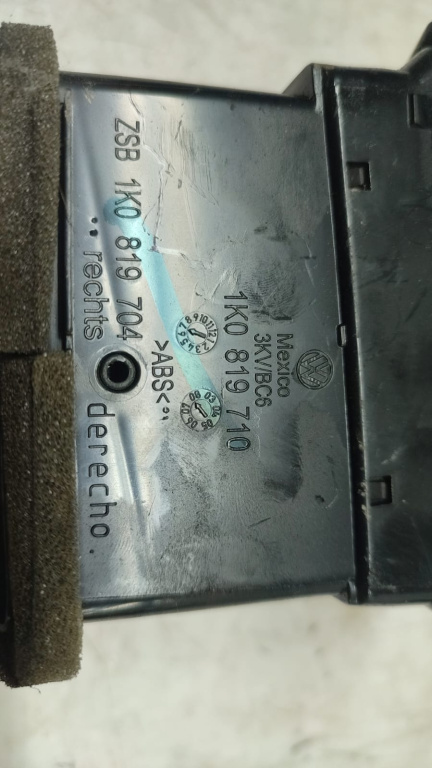 Mexico
3KV/BC6
1K0 819 710
>ABS<
ZSB 1K0 819 704
rechts derecho.